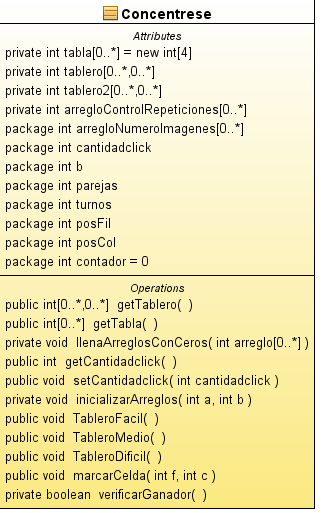 Concentrese
Attributes
private int tabla[0..*] = new int[4]
private int tablero[0..*,0..*]
private int tablero2[0..*,0..*]
private int arregloControlRepeticiones[0..*]
package int arregloNumeroImagenes[0..*]
package int cantidadclick
package int b
package int parejas
package int turnos
package int posFil
package int posCol
package int contador = 0
Operations
public int[0..*,0..*] getTablero( )
public int[0..*] getTabla( )
private void llenaArreglosConCeros( int arreglo[0..*] )
public int getCantidadclick( )
public void setCantidadclick( int cantidadclick )
private void inicializarArreglos( int a, int b )
public void TableroFacil( )
public void TableroMedio( )
public void TableroDificil( )
public void marcarCelda( int f, int c )
private boolean verificarGanador( )